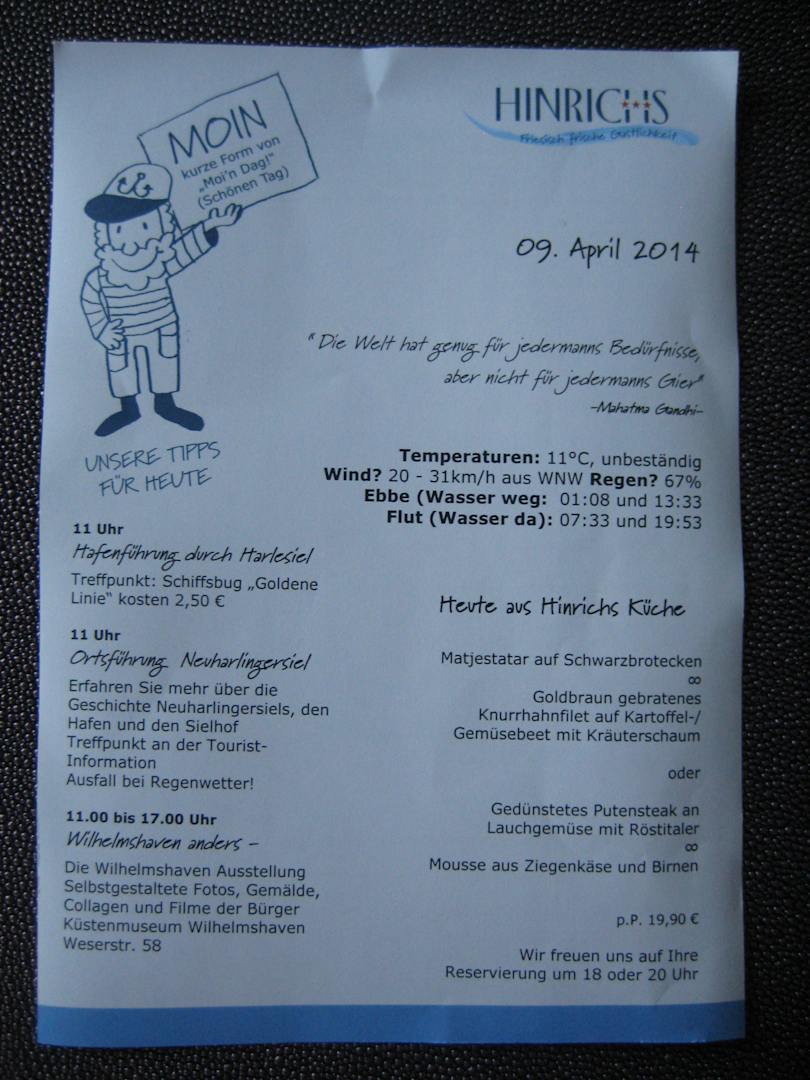 MOIN
kurze Form von
„Moi'n Dag!"
(Schönen Tag)
HINRICHS
Friesisch frische Gastlichkeit
09. April 2014
"Die Welt hat genug für jedermanns Bedürfnisse,
aber nicht für jedermanns Gier"
-Mahatma Gandhi-
Temperaturen: 11°C, unbeständig
Wind? 20 - 31km/h aus WNW Regen? 67%
Ebbe (Wasser weg: 01:08 und 13:33
Flut (Wasser da): 07:33 und 19:53
UNSERE TIPPS
FÜR HEUTE
11 Uhr
Hafenführung durch Harlesiel
Treffpunkt: Schiffsbug „Goldene
Linie" kosten 2,50 €
11 Uhr
Ortsführung Neuharlingersiel
Erfahren Sie mehr über die
Geschichte Neuharlingersiels, den
Hafen und den Sielhof
Treffpunkt an der Tourist-
Information
Ausfall bei Regenwetter!
11.00 bis 17.00 Uhr
Wilhelmshaven anders -
Die Wilhelmshaven Ausstellung
Selbstgestaltete Fotos, Gemälde,
Collagen und Filme der Bürger
Küstenmuseum Wilhelmshaven
Weserstr. 58
Heute aus Hinrichs Küche
Matjestatar auf Schwarzbrotecken
∞
Goldbraun gebratenes
Knurrhahnfilet auf Kartoffel-/
Gemüsebeet mit Kräuterschaum
oder
Gedünstetes Putensteak an
Lauchgemüse mit Röstitaler
∞
Mousse aus Ziegenkäse und Birnen
p.P. 19,90 €
Wir freuen uns auf Ihre
Reservierung um 18 oder 20 Uhr